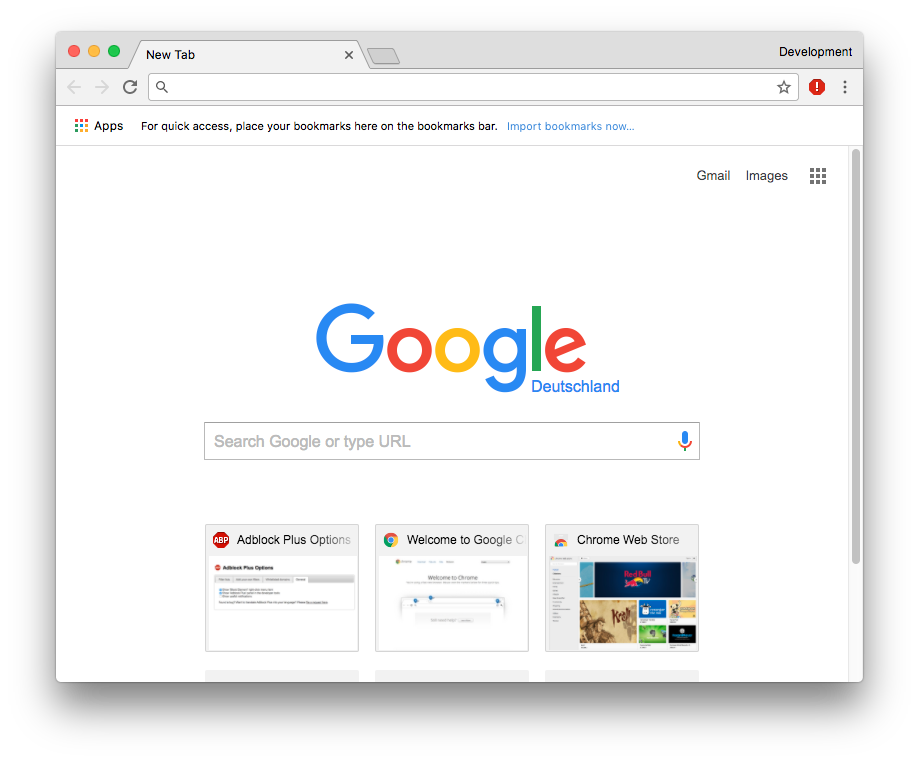 New Tab
Development
Apps
For quick access, place your bookmarks here on the bookmarks bar. Import bookmarks now...
Gmail Images
Google
Deutschland
Search Google or type URL
ABP Adblock Plus Options
Welcome to Google C
Chrome Web Store
Adblock Plus Options
Welcome to Chrome
Red Bull